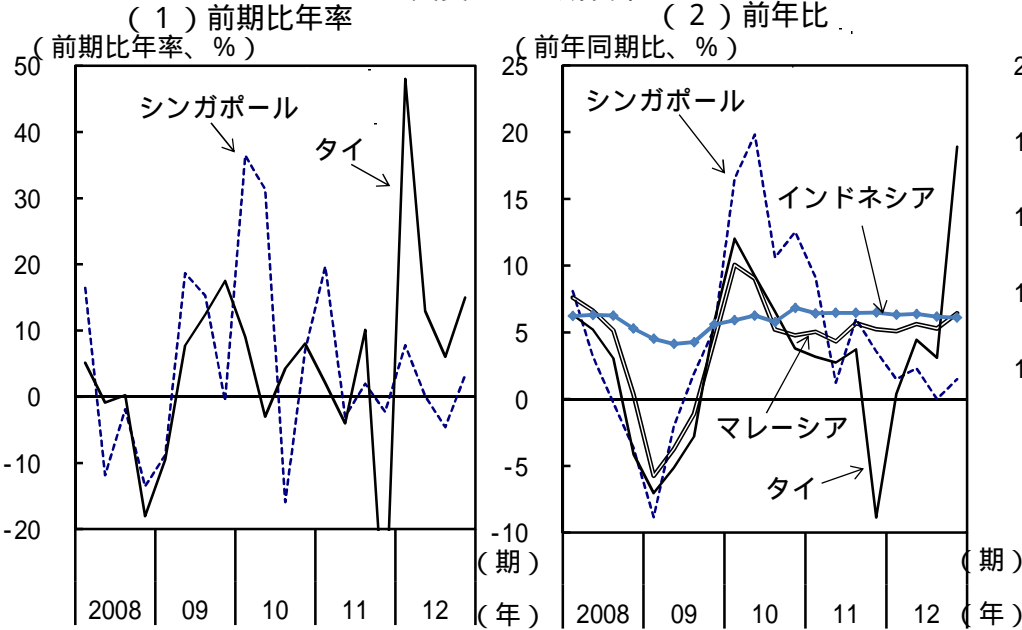 （１）前期比年率
（前期比年率、％）
50
40
30
20
10
0
-10
-20
シンガポール
タイ
2008
09
10
11
12
（期）
（年）
（２）前年比
（前年同期比、％）
25
20
15
10
5
0
-5
-10
シンガポール
インドネシア
マレーシア
タイ
2008
09
10
11
12
（期）
（年）